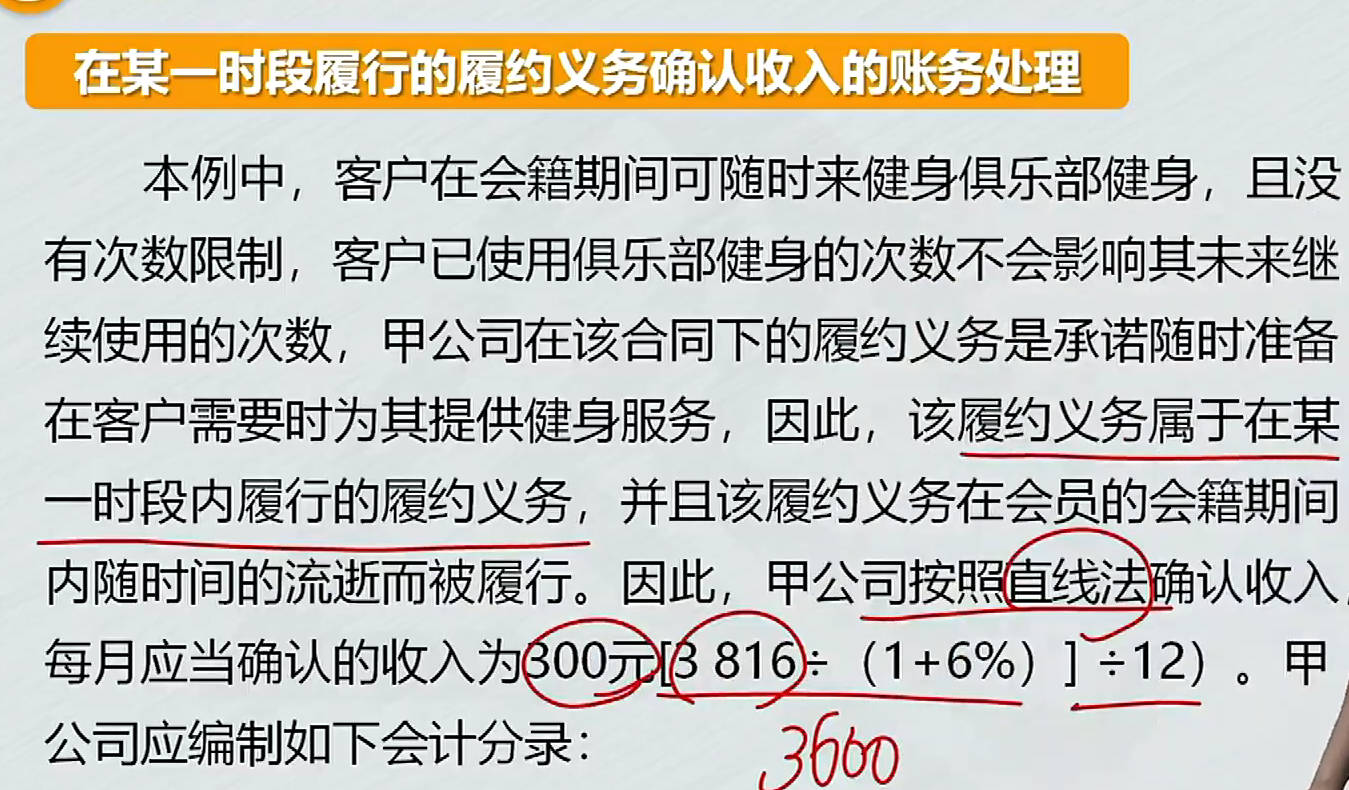 在某一时段履行的履约义务确认收入的账务处理
本例中，客户在会籍期间可随时来健身俱乐部健身，且没
有次数限制，客户已使用俱乐部健身的次数不会影响其未来继
续使用的次数，甲公司在该合同下的履约义务是承诺随时准备
在客户需要时为其提供健身服务，因此，该履约义务属于在某
一时段内履行的履约义务，并且该履约义务在会员的会籍期间
内随时间的流逝而被履行。因此，甲公司按照直线法确认收入，
每月应当确认的收入为300元[3 816÷（1+6%）] ÷12）。甲
公司应编制如下会计分录：
3600